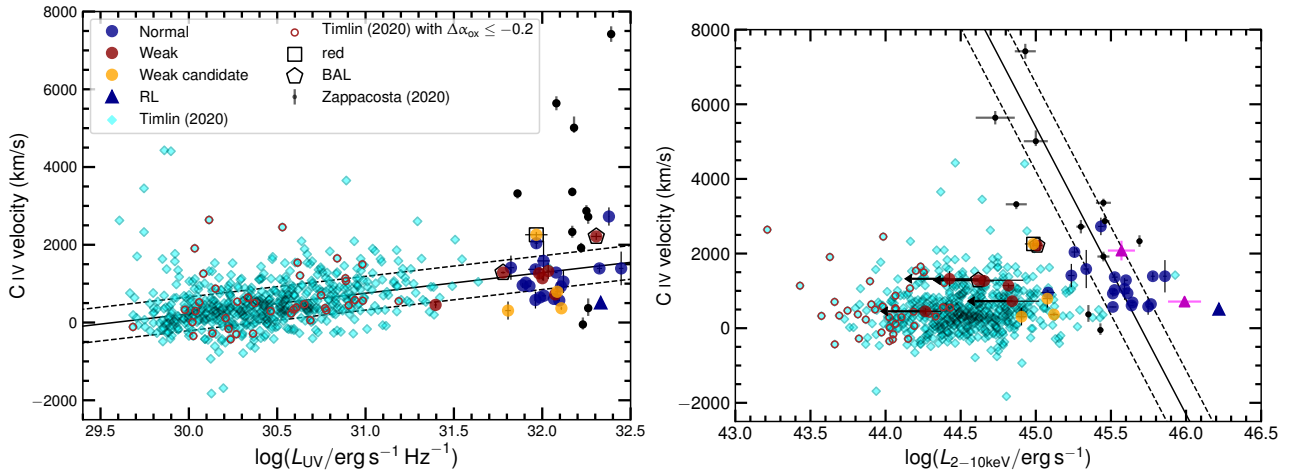 8000
6000
4000
2000
0
−2000
C IV velocity (km/s)
Normal
Weak
Weak candidate
RL
Timlin (2020)
Timlin (2020) with Δα_ox ≤ −0.2
red
BAL
Zappacosta (2020)
29.5 30.0 30.5 31.0 31.5 32.0 32.5
log(L_UV/erg s⁻¹ Hz⁻¹)
8000
6000
4000
2000
0
−2000
C IV velocity (km/s)
43.0 43.5 44.0 44.5 45.0 45.5 46.0 46.5
log(L_2−10keV/erg s⁻¹)